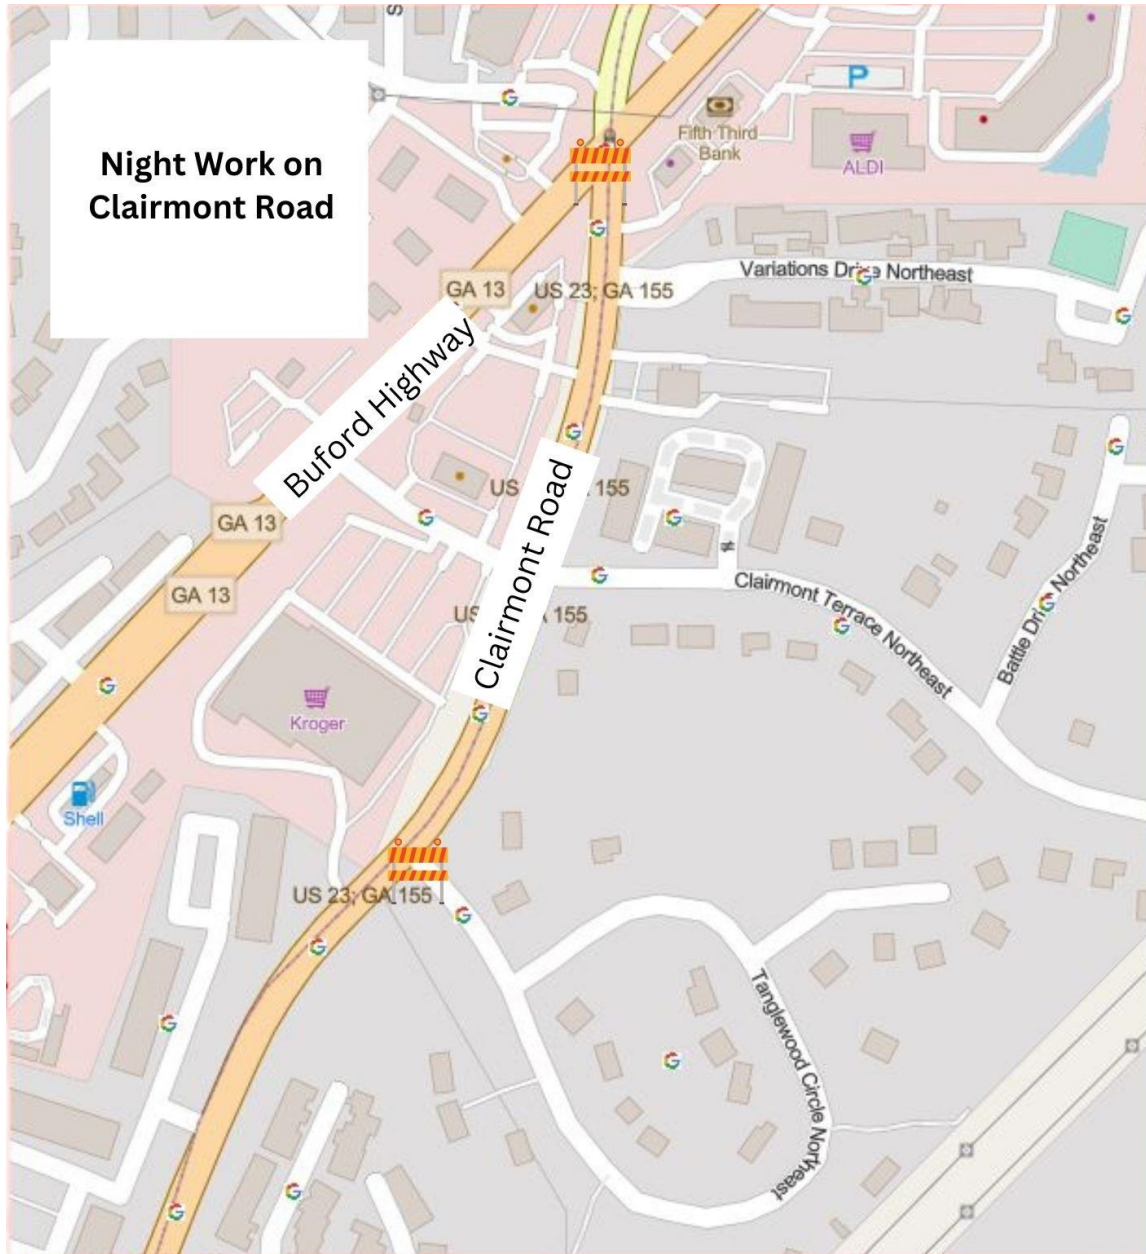 S
Night Work on
Clairmont Road
P
Fifth Third
Bank
ALDI
Variations Drive Northeast
GA 13
US 23; GA 155
Buford Highway
US 155
GA 13
Clairmont Road
GA 13
US 155
Clairmont Terrace Northeast
Battle Drive Northeast
Kroger
Shell
US 23; GA 155
Tanglewood Circle Northeast